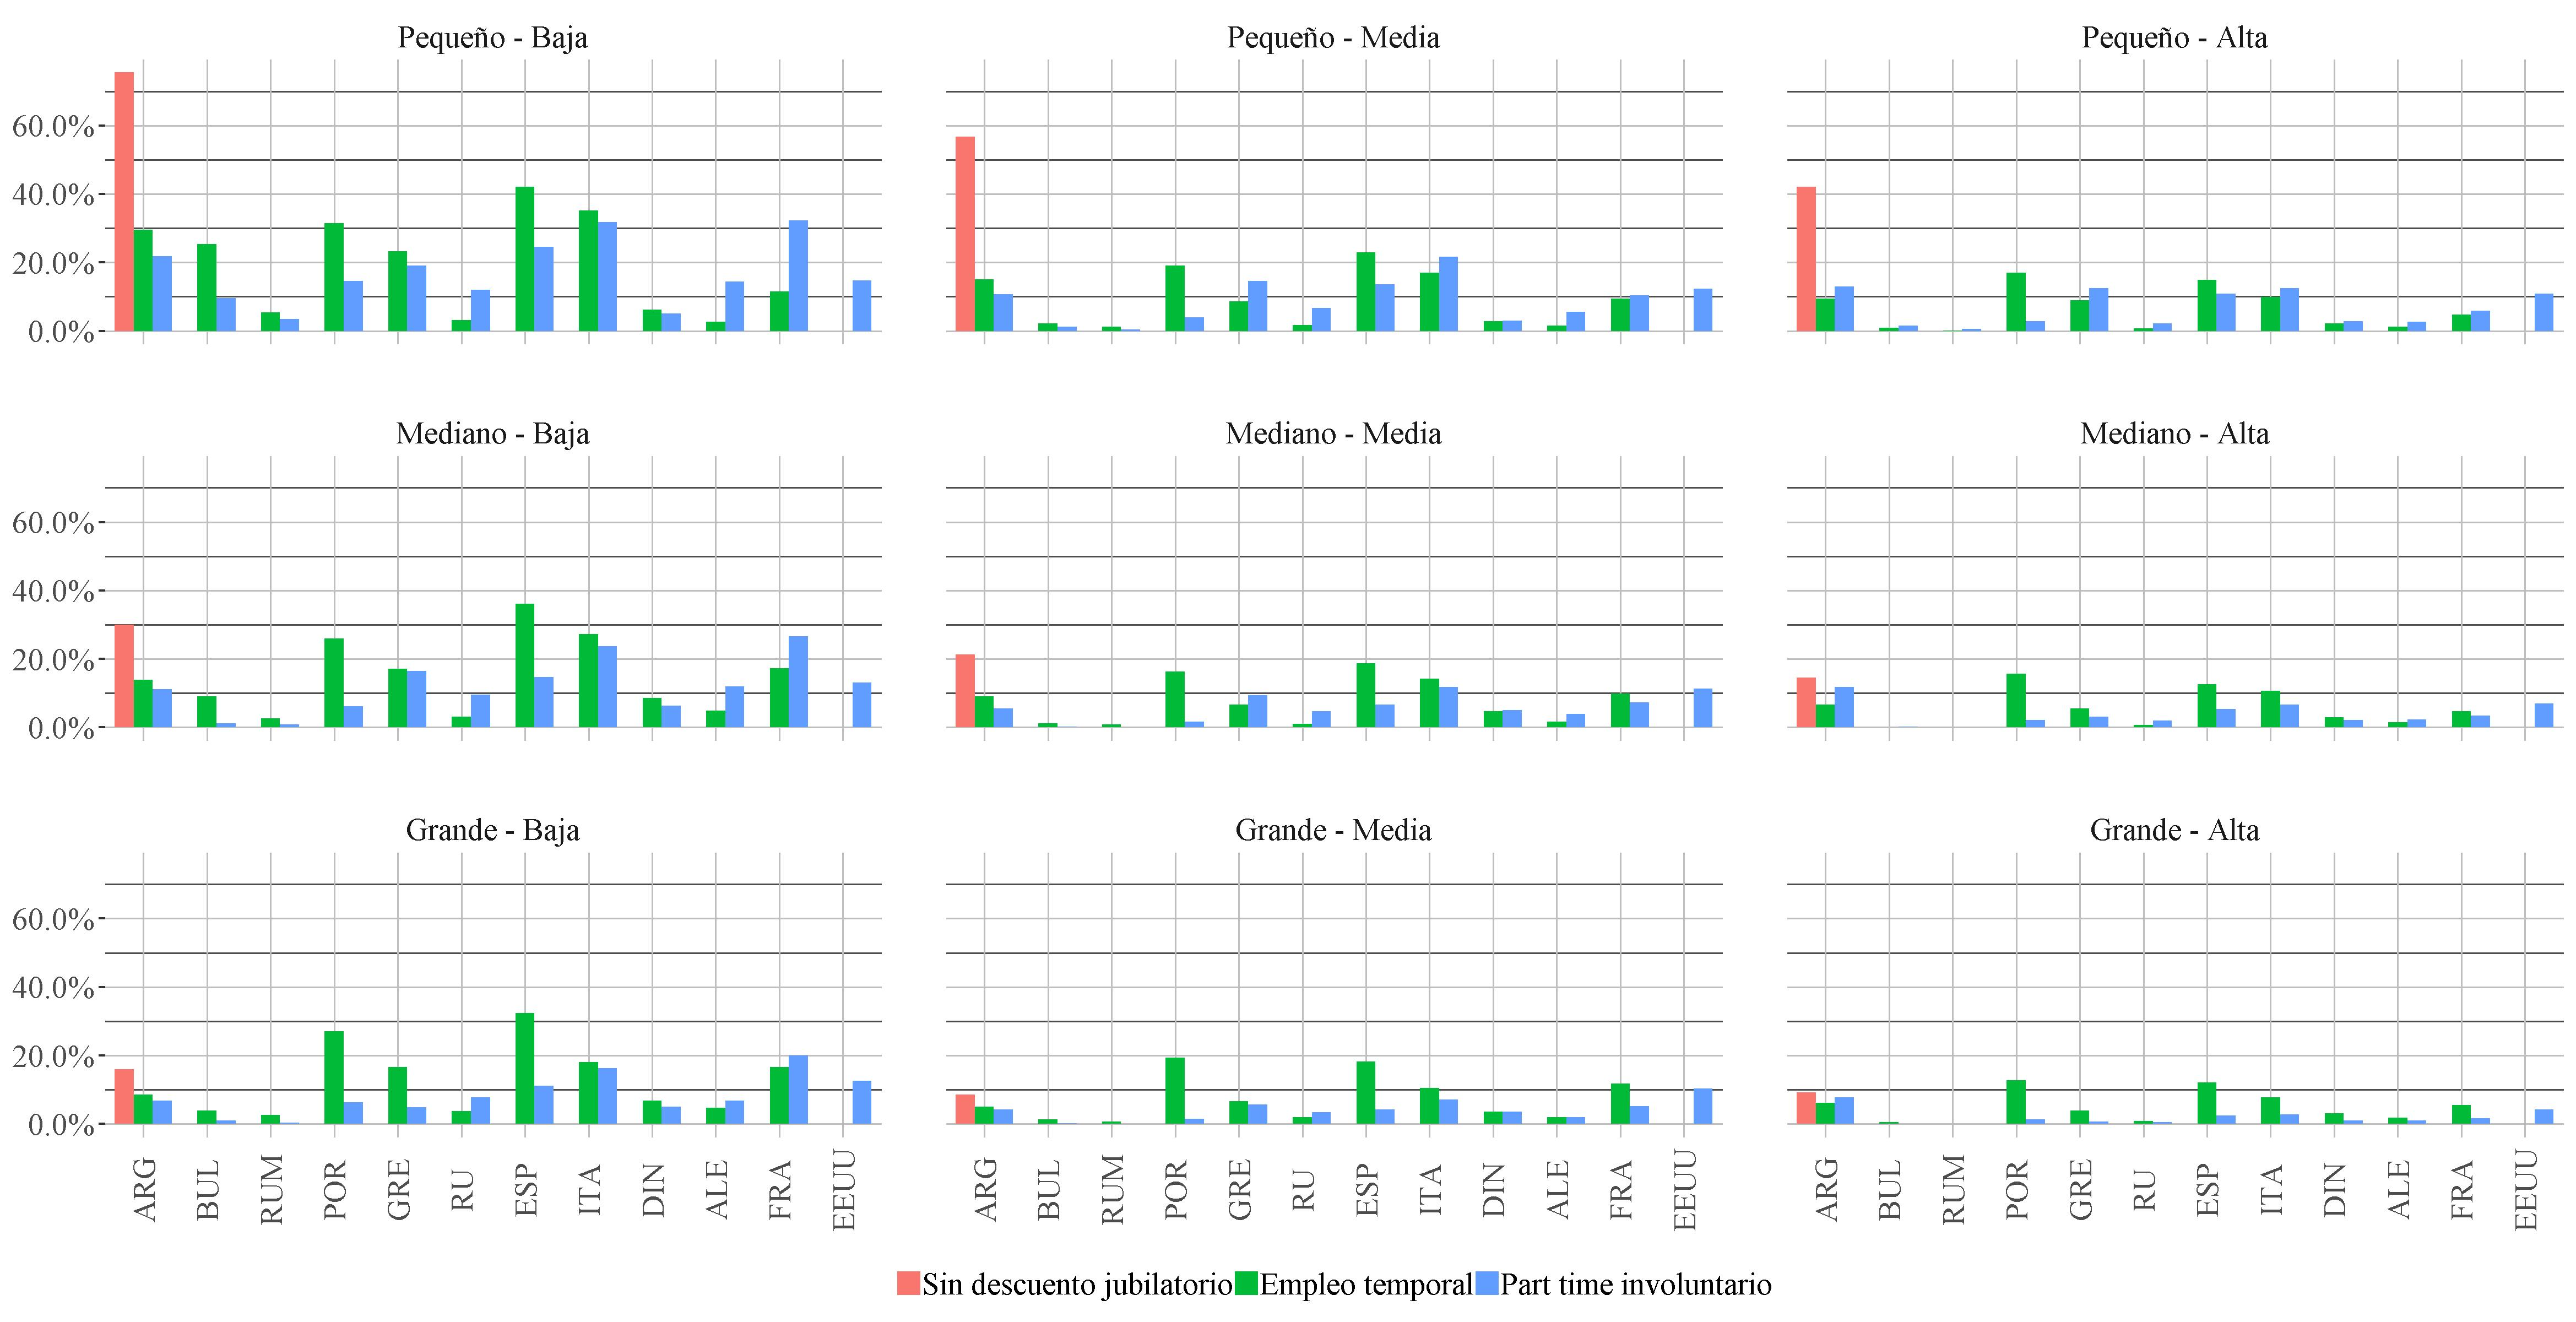 Pequeño - Baja
Pequeño - Media
Pequeño - Alta
60.0%
40.0%
20.0%
0.0%
Mediano - Baja
Mediano - Media
Mediano - Alta
60.0%
40.0%
20.0%
0.0%
Grande - Baja
Grande - Media
Grande - Alta
60.0%
40.0%
20.0%
0.0%
ARG BUL RUM POR GRE RU ESP ITA DIN ALE FRA EEUU
ARG BUL RUM POR GRE RU ESP ITA DIN ALE FRA EEUU
ARG BUL RUM POR GRE RU ESP ITA DIN ALE FRA EEUU
Sin descuento jubilatorio Empleo temporal Part time involuntario